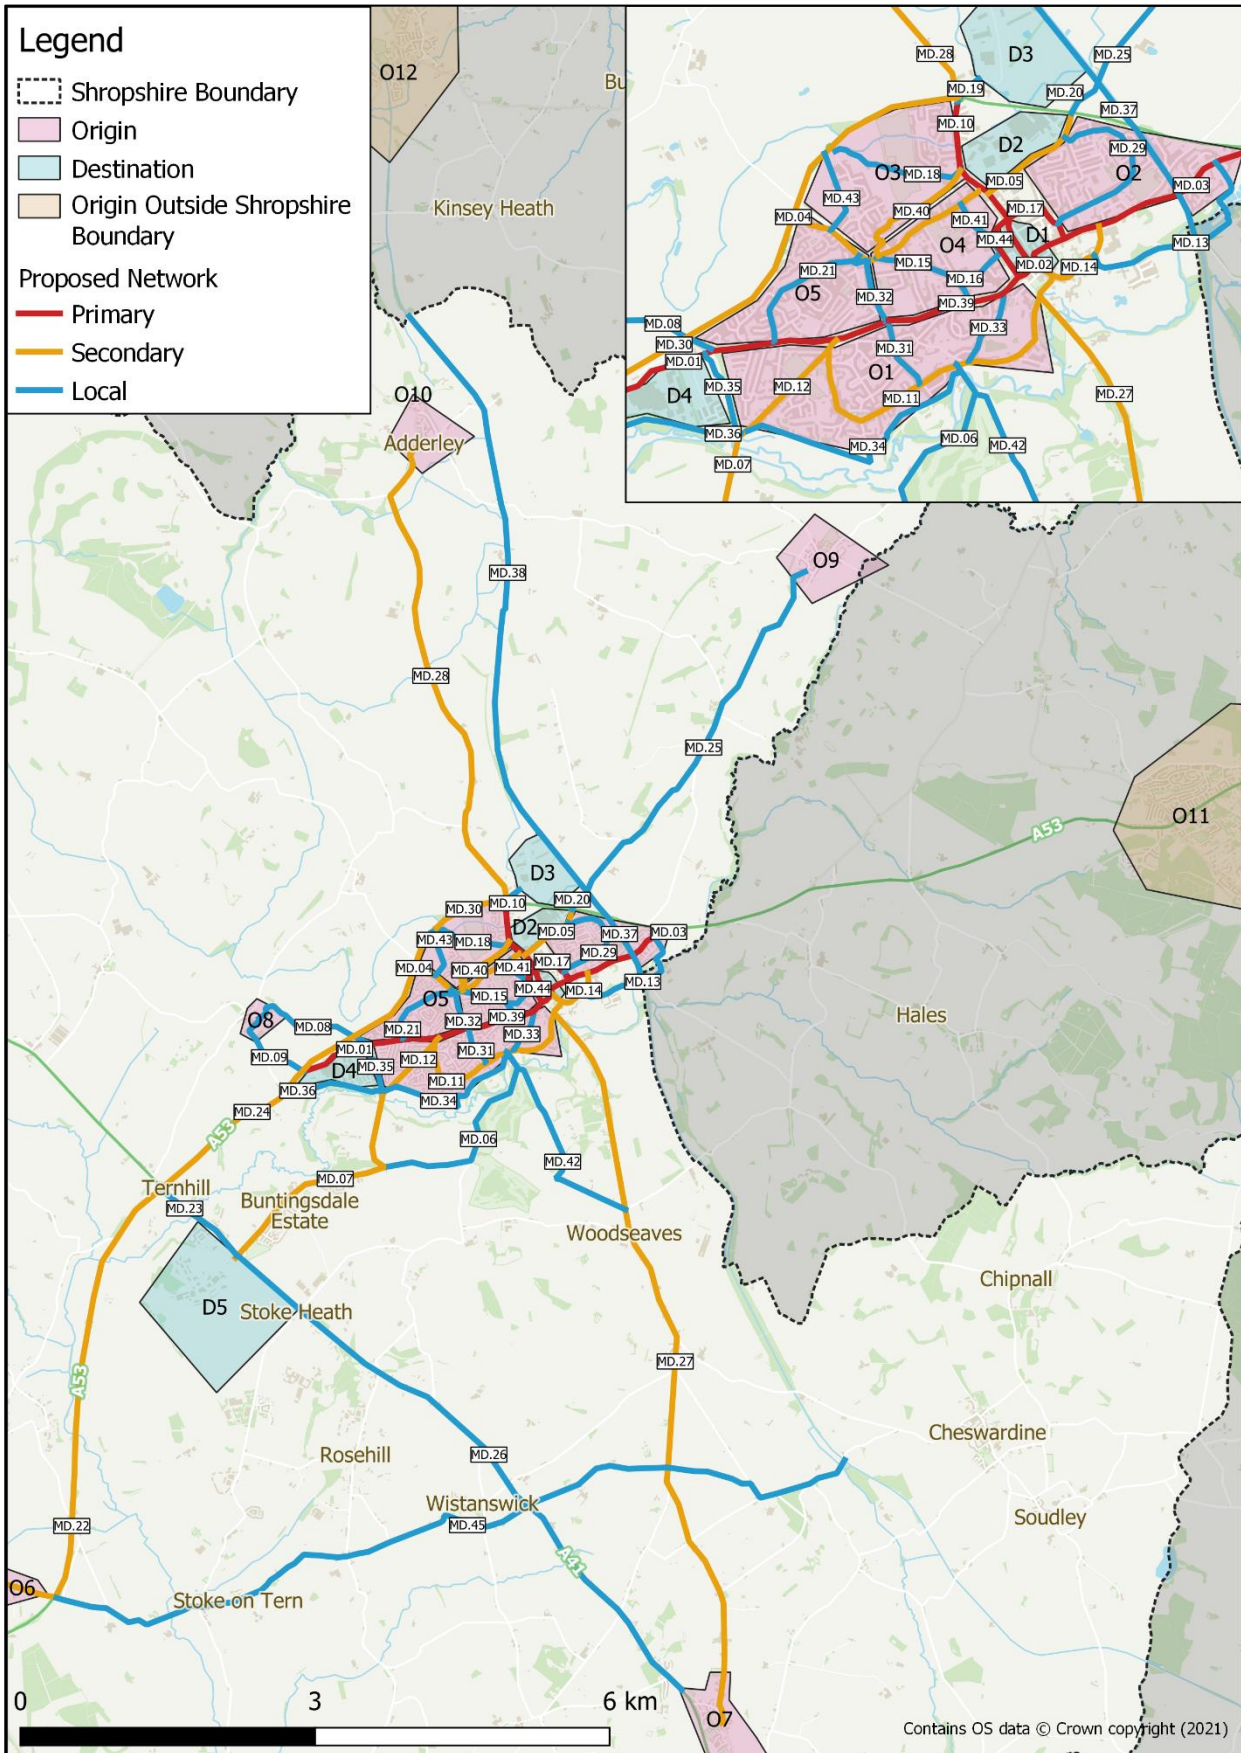 Legend
Shropshire Boundary
Origin
Destination
Origin Outside Shropshire
Boundary
Proposed Network
Primary
Secondary
Local
O12
Bu
Kinsey Heath
MD.28
D3
MD.25
MD.19
MD.20
MD.37
MD.10
D2
MD.29
O3
MD.18
MD.05
O2
MD.03
MD.43
MD.40
MD.17
MD.04
MD.41
D1
MD.44
O4
MD.13
MD.15
MD.02
MD.14
MD.21
MD.16
O5
MD.32
MD.39
MD.08
MD.33
MD.30
MD.31
MD.01
O1
MD.35
MD.12
D4
MD.11
MD.27
MD.36
MD.34
MD.06
MD.42
MD.07
O10
Adderley
O9
MD.38
MD.28
MD.25
O11
A53
D3
MD.20
MD.10
MD.30
D2
MD.05
MD.37
MD.03
MD.43
MD.18
MD.29
MD.41
MD.17
MD.04
MD.40
MD.13
MD.44
MD.14
O5
MD.15
Hales
O8
MD.32
MD.39
MD.08
MD.21
MD.33
MD.01
MD.31
MD.09
MD.12
MD.35
D4
MD.11
MD.36
MD.34
MD.24
A53
MD.06
MD.42
MD.07
Ternhill
MD.23
Buntingsdale
Estate
Woodseaves
Chipnall
D5
Stoke Heath
MD.27
A53
Cheswardine
Rosehill
MD.26
Wistanswick
MD.45
Soudley
MD.22
A41
O6
Stoke on Tern
O7
0
3
6 km
Contains OS data © Crown copyright (2021)